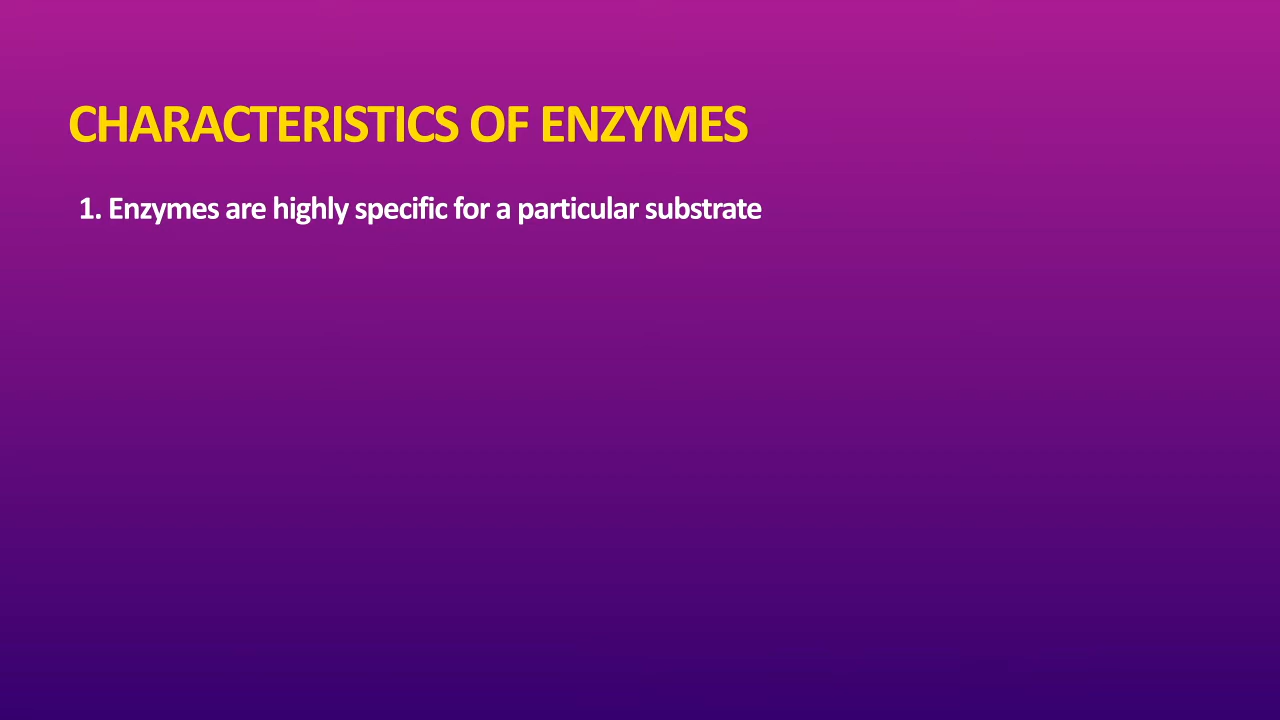 CHARACTERISTICS OF ENZYMES
1. Enzymes are highly specific for a particular substrate